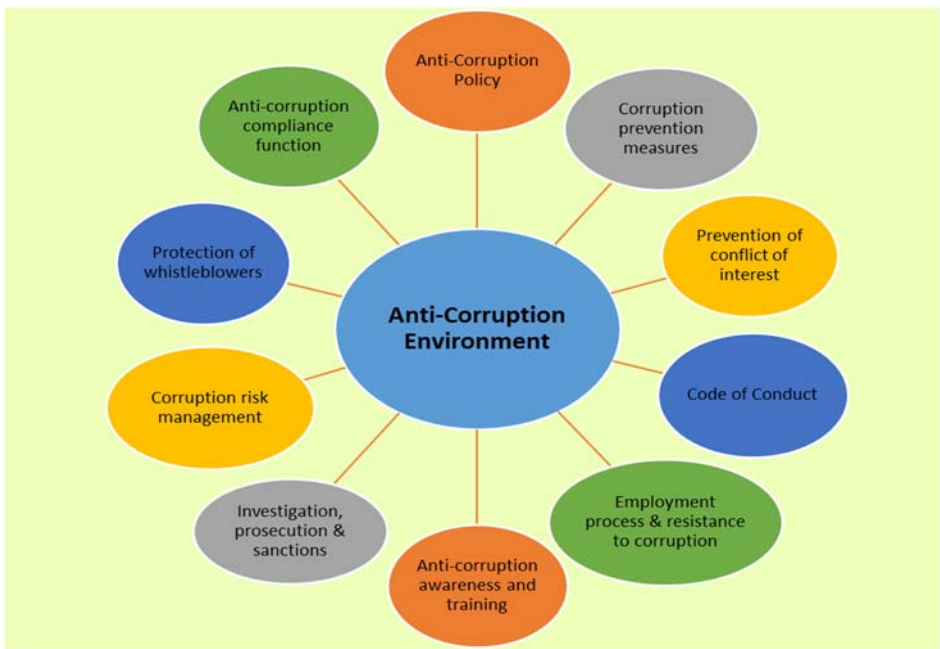 Anti-Corruption
Policy
Corruption
prevention
measures
Prevention of
conflict of
interest
Code of Conduct
Employment
process & resistance
to corruption
Anti-corruption
awareness and
training
Investigation,
prosecution &
sanctions
Corruption risk
management
Protection of
whistleblowers
Anti-corruption
compliance
function
Anti-Corruption
Environment